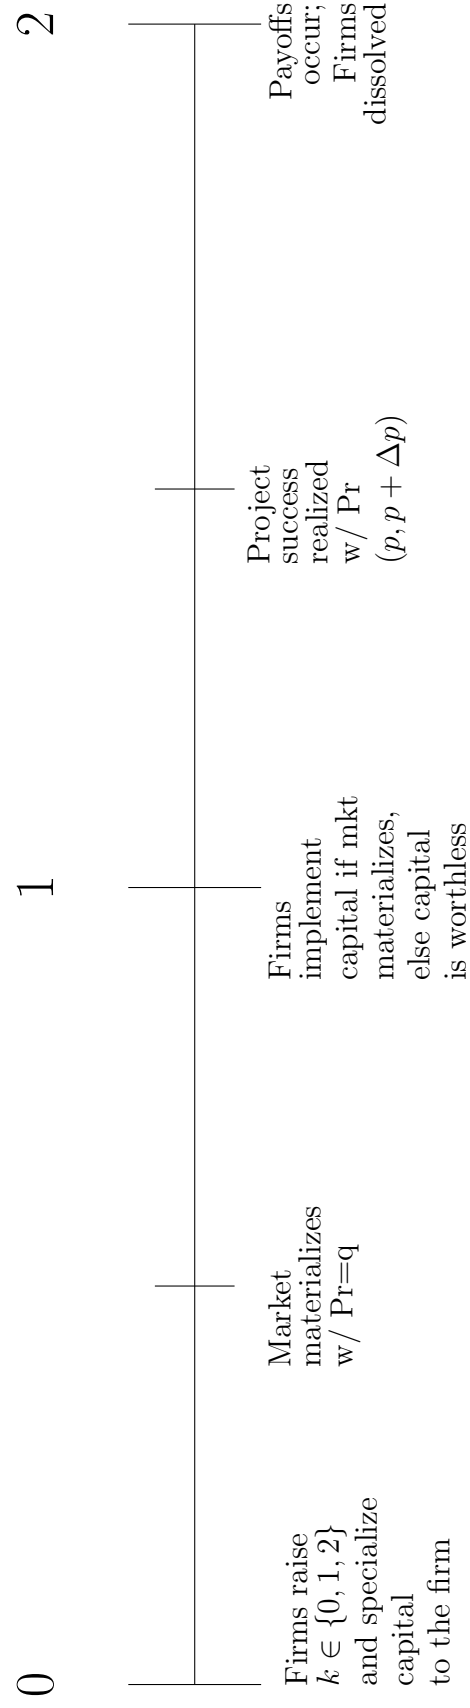 0
1
2
Firms raise
k ∈ {0, 1, 2}
and specialize
capital
to the firm
Market
materializes
w/ Pr=q
Firms
implement
capital if mkt
materializes,
else capital
is worthless
Project
success
realized
w/ Pr
(p, p + Δp)
Payoffs
occur;
Firms
dissolved